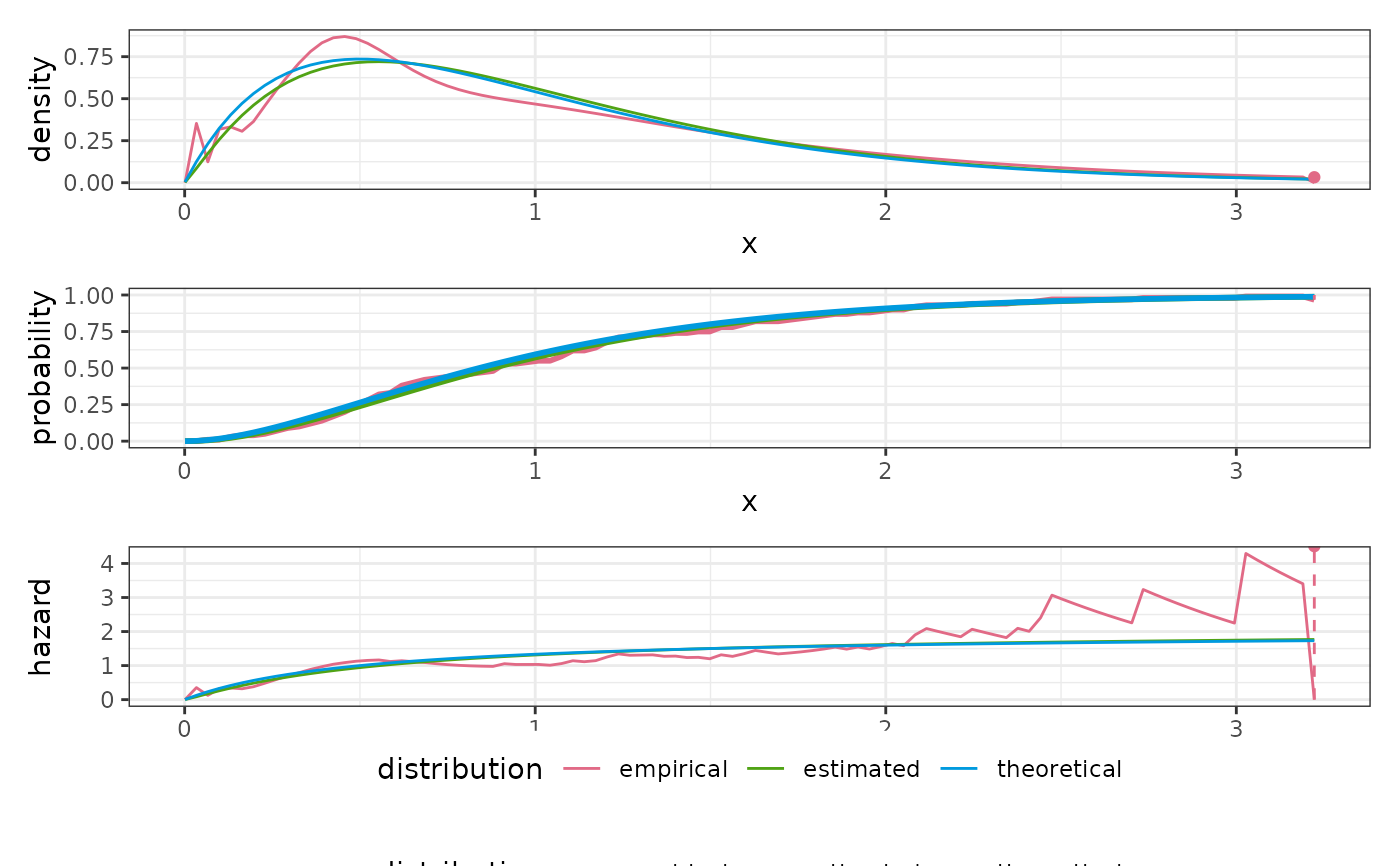 density
0.75
0.50
0.25
0.00
0 1 2 3
x
probability
1.00
0.75
0.50
0.25
0.00
0 1 2 3
x
hazard
4
3
2
1
0
0 1 2 3
distribution empirical estimated theoretical